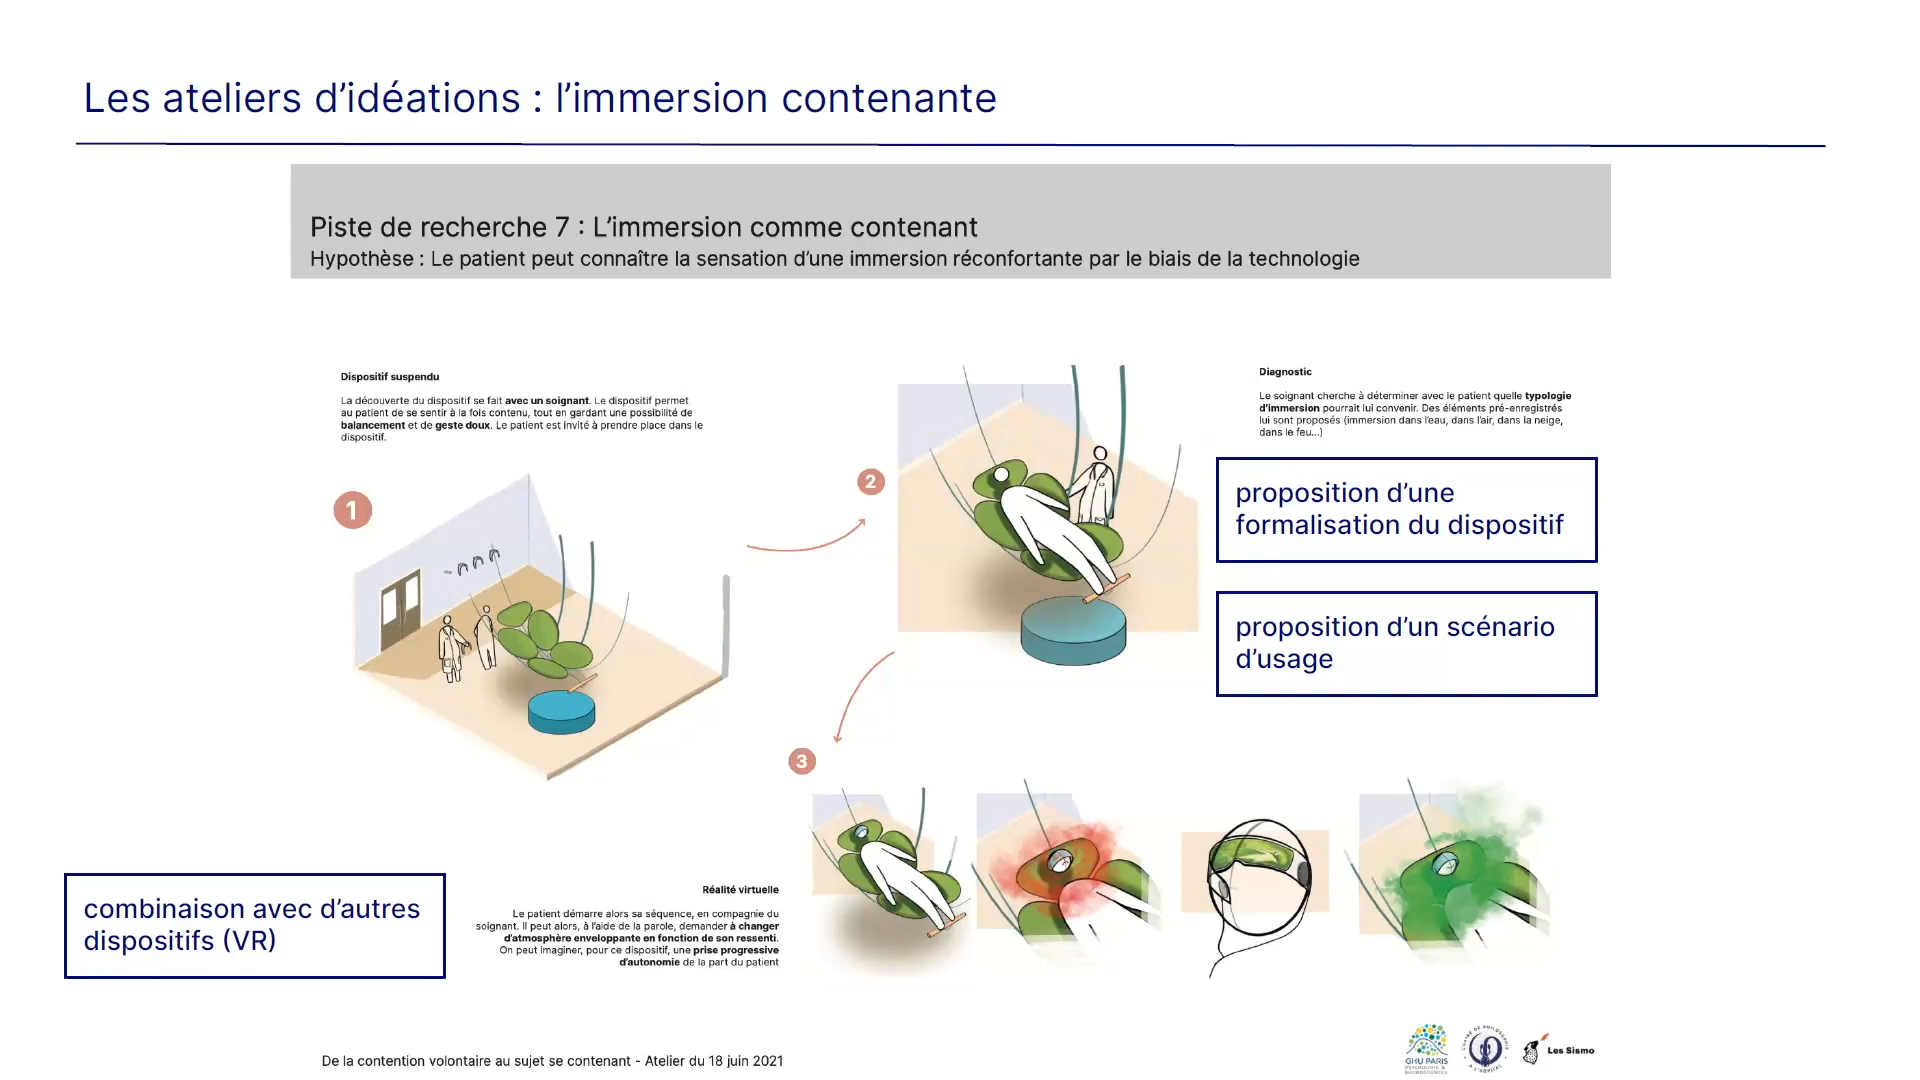 Les ateliers d’idéations : l’immersion contenante
Piste de recherche 7 : L’immersion comme contenant
Hypothèse : Le patient peut connaître la sensation d’une immersion réconfortante par le biais de la technologie
Dispositif suspendu
La découverte du dispositif se fait avec un soignant. Le dispositif permet
au patient de se sentir à la fois contenu, tout en gardant une possibilité de
balancement et de geste doux. Le patient est invité à prendre place dans le
dispositif.
1
2
Diagnostic
Le soignant cherche à déterminer avec le patient quelle typologie
d’immersion pourrait lui convenir. Des éléments pré-enregistrés
lui sont proposés (immersion dans l’eau, dans l’air, dans la neige,
dans le feu...)
proposition d’une
formalisation du dispositif
proposition d’un scénario
d’usage
3
combinaison avec d’autres
dispositifs (VR)
Réalité virtuelle
Le patient démarre alors sa séquence, en compagnie du
soignant. Il peut alors, à l’aide de la parole, demander à changer
d’atmosphère enveloppante en fonction de son ressenti.
On peut imaginer, pour ce dispositif, une prise progressive
d’autonomie de la part du patient
De la contention volontaire au sujet se contenant - Atelier du 18 juin 2021
GHU PARIS
PSYCHIATRIE &
NEUROSCIENCES
CHAIRE DE PHILOSOPHIE
À L’HÔPITAL
Les Sismo